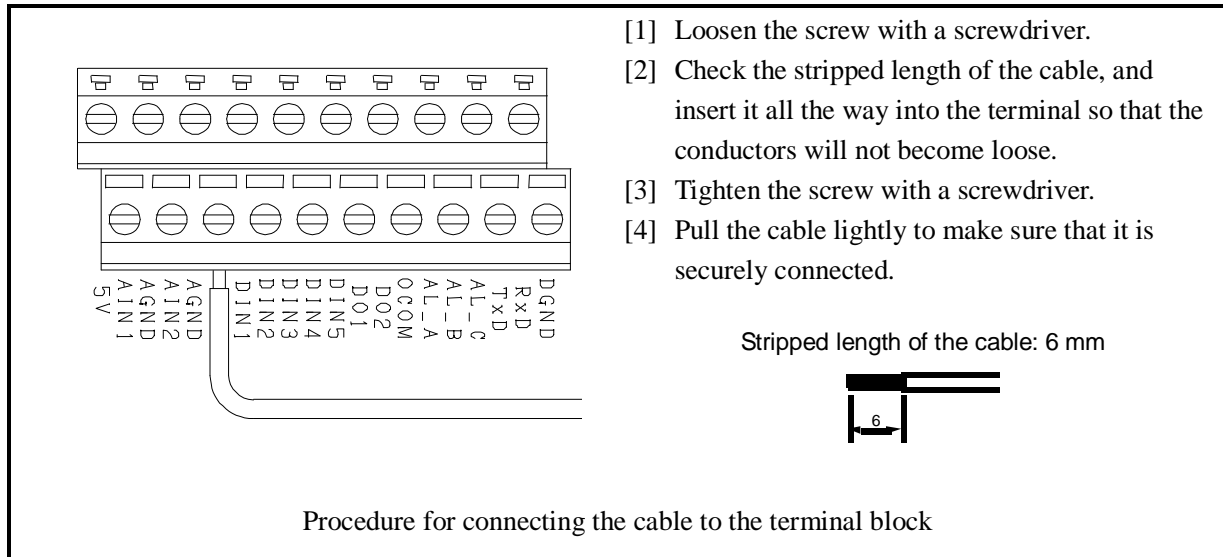 [1] Loosen the screw with a screwdriver.
[2] Check the stripped length of the cable, and
insert it all the way into the terminal so that the
conductors will not become loose.
[3] Tighten the screw with a screwdriver.
[4] Pull the cable lightly to make sure that it is
securely connected.
5V
AIN1
AGND
AIN2
AGND
DIN1
DIN2
DIN3
DIN4
DIN5
DO1
DO2
OCOM
AL_A
AL_B
AL_C
TxD
RxD
DGND
Stripped length of the cable: 6 mm
6
Procedure for connecting the cable to the terminal block